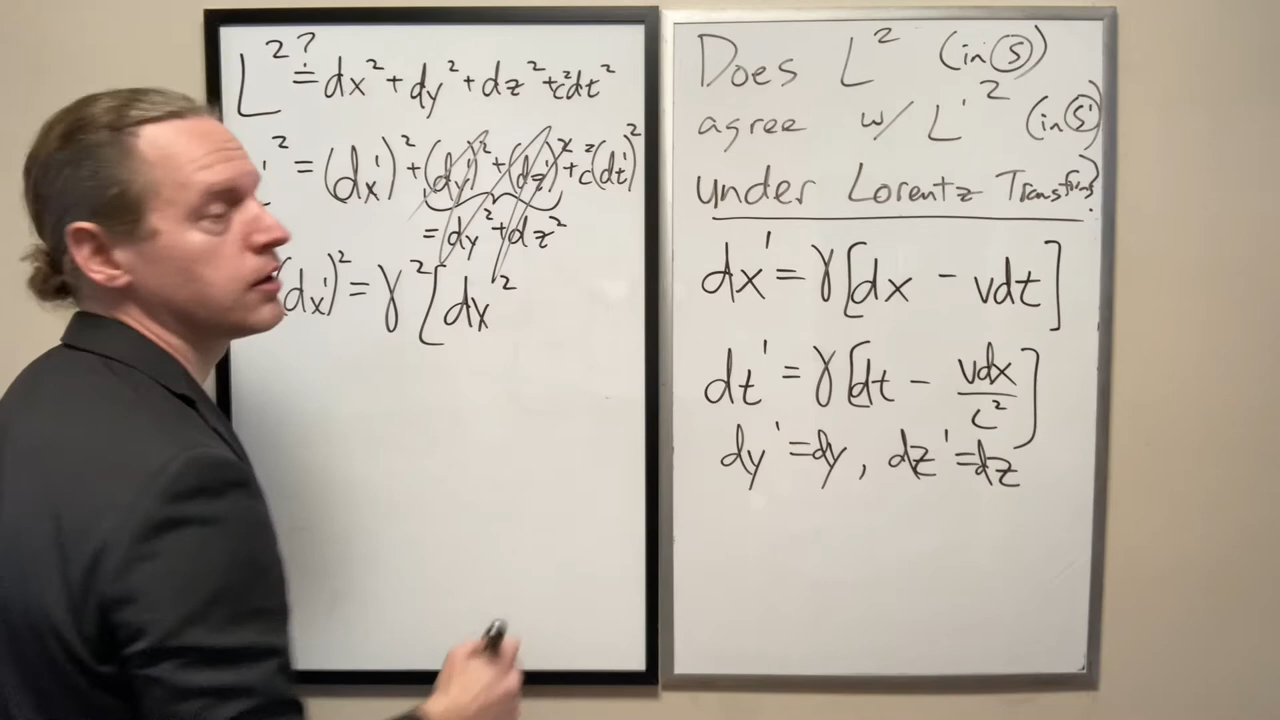 L² ≟ dx² + dy² + dz² + c²dt²
'² = (dx')² + (dy')² + (dz')² + c²(dt')²
= dy² + dz²
(dx')² = γ²[dx²
Does L² (in S)
agree w/ L'² (in S')
under Lorentz Transfms?
dx' = γ[dx - vdt]
dt' = γ[dt - vdx/c²]
dy' = dy, dz' = dz